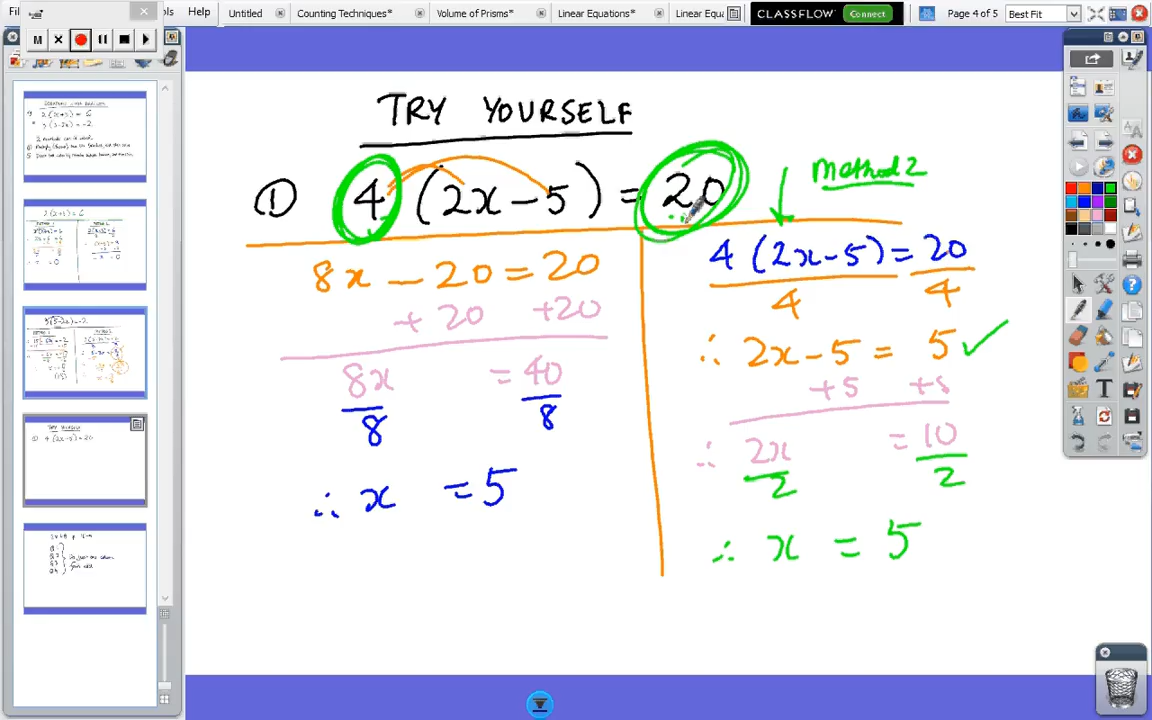 Help
Untitled
Counting Techniques*
Volume of Prisms*
Linear Equations*
Linear Equa
CLASSFLOW
Connect
Page 4 of 5
Best Fit
TRY YOURSELF
Method 2
① 4 (2x - 5) = 20
8x - 20 = 20
+ 20 +20
8x = 40
8 8
∴ x = 5
4 (2x - 5) = 20
4 4
∴ 2x - 5 = 5 ✓
+5 +5
∴ 2x = 10
2 2
∴ x = 5